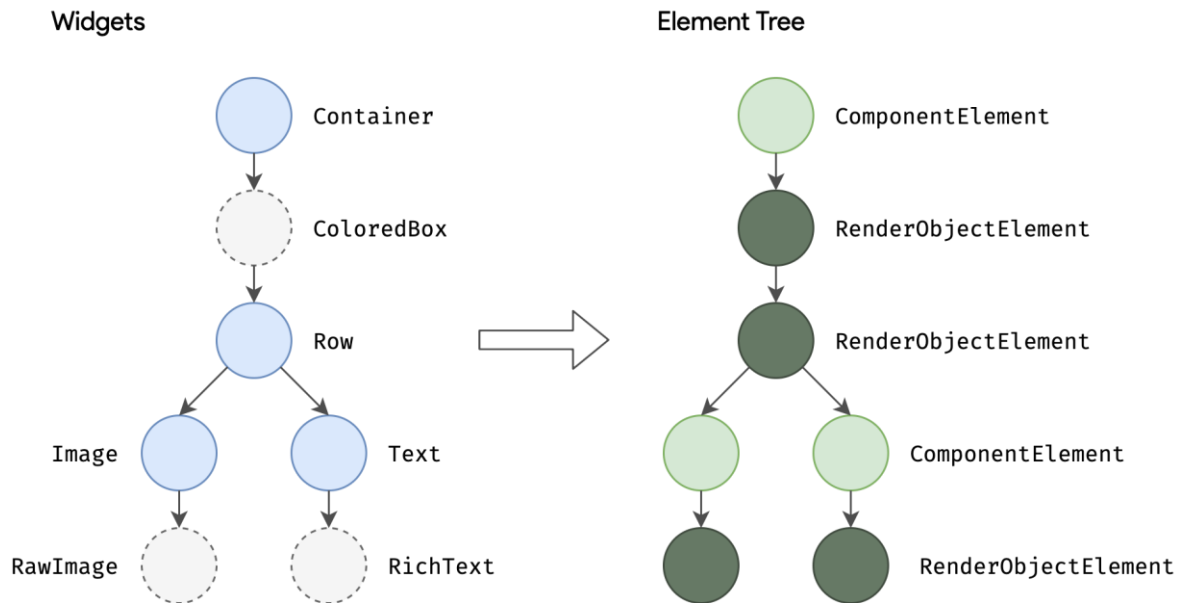 Widgets
Element Tree
Container
ComponentElement
ColoredBox
RenderObjectElement
Row
RenderObjectElement
Image
Text
ComponentElement
RawImage
RichText
RenderObjectElement